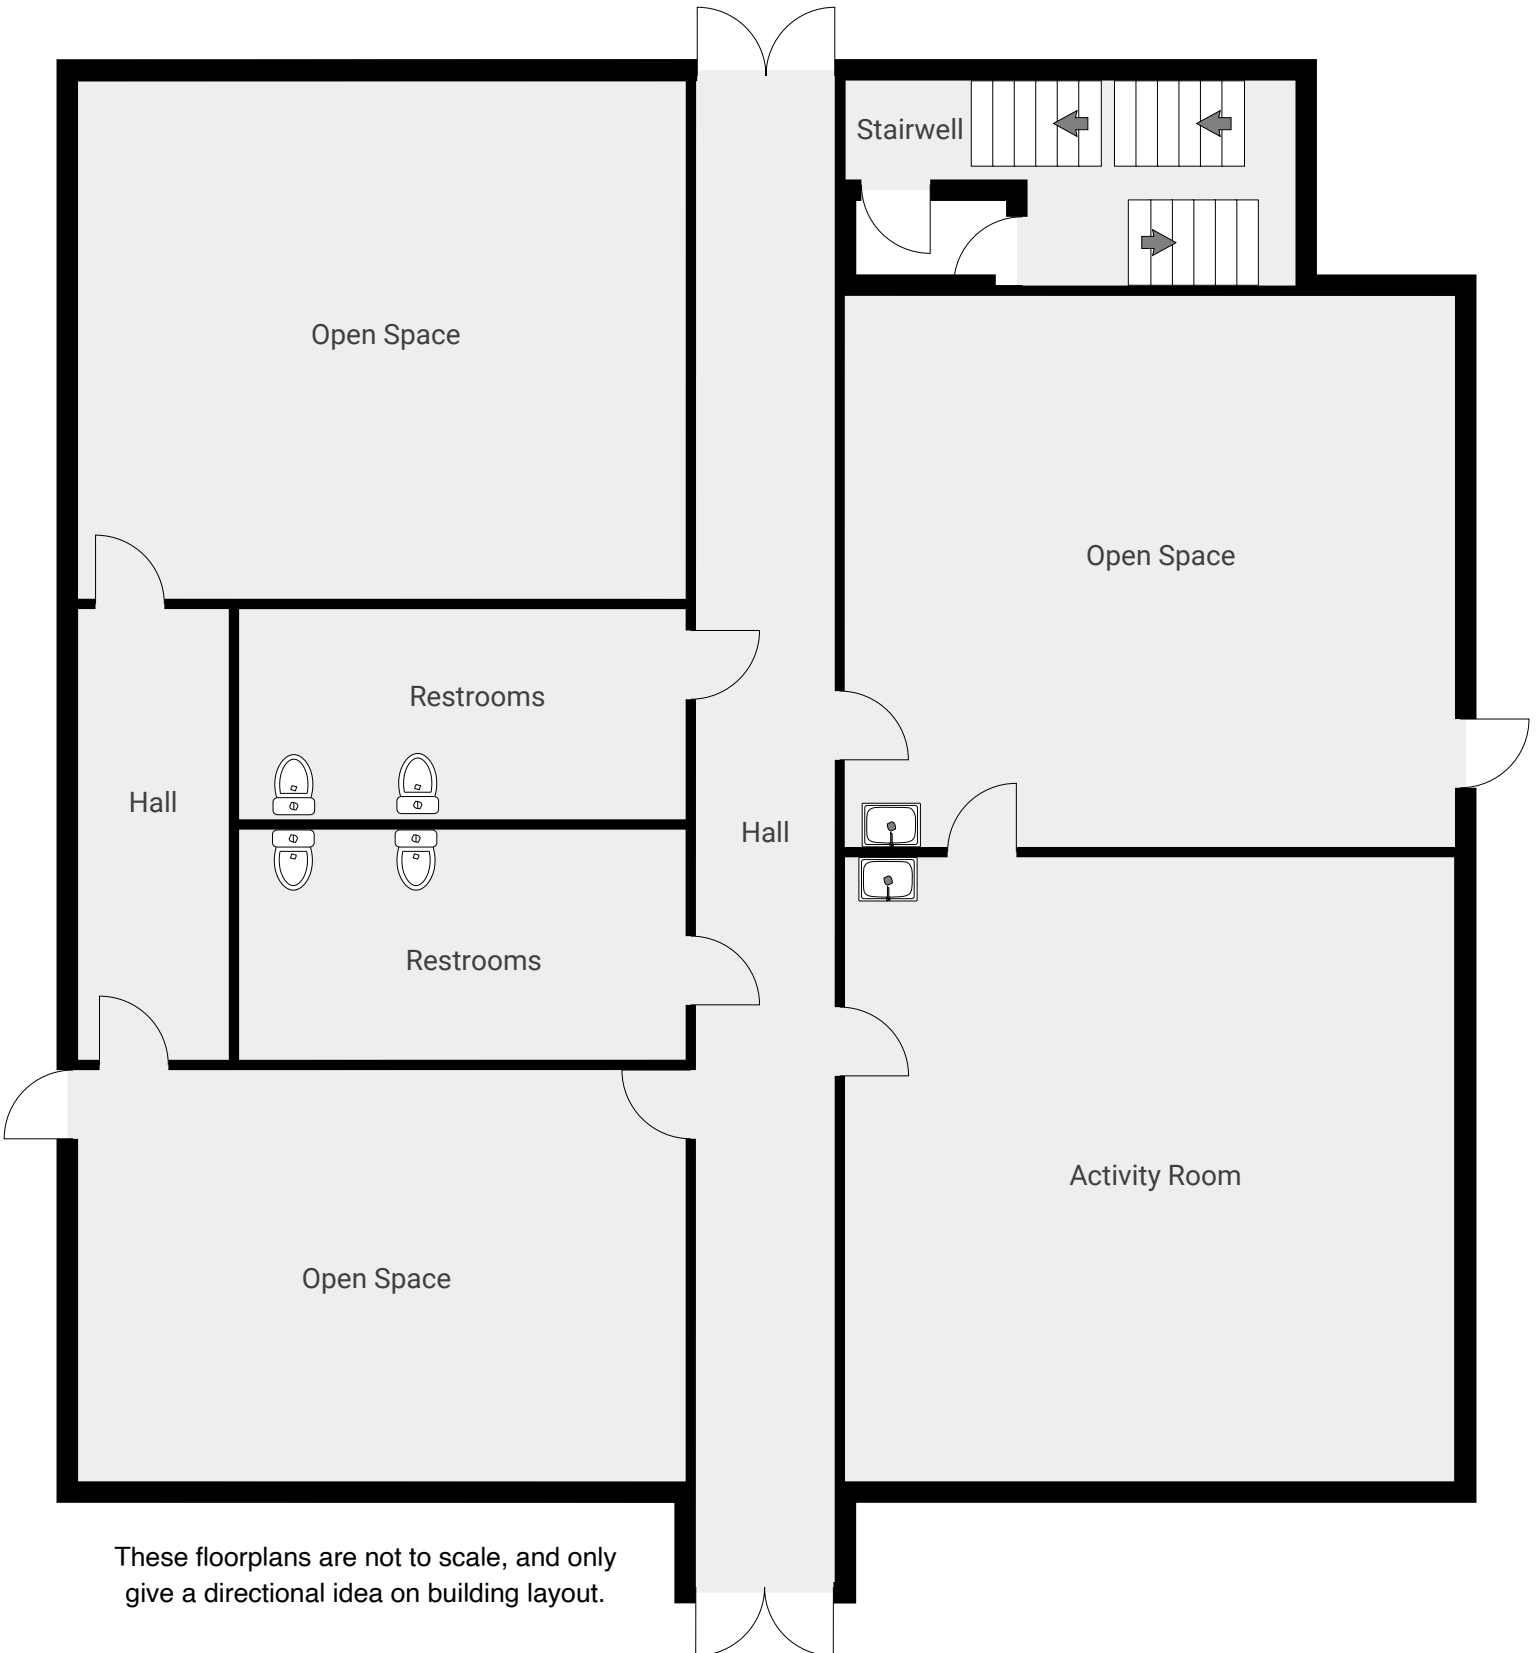 Stairwell
Open Space
Open Space
Restrooms
Hall
Hall
Restrooms
Activity Room
Open Space
These floorplans are not to scale, and only
give a directional idea on building layout.